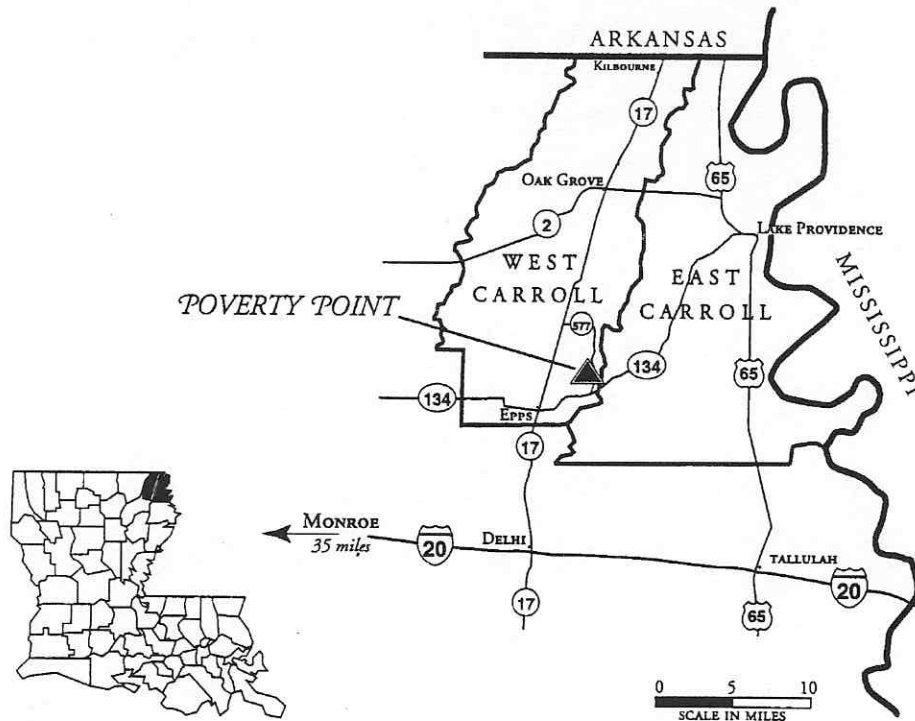 ARKANSAS
KILBOURNE
17
65
OAK GROVE
2
LAKE PROVIDENCE
WEST
CARROLL
EAST
CARROLL
MISSISSIPPI
POVERTY POINT
577
134
65
134
EPPS
17
MONROE
35 miles
20
DELHI
TALLULAH
20
17
65
0 5 10
SCALE IN MILES